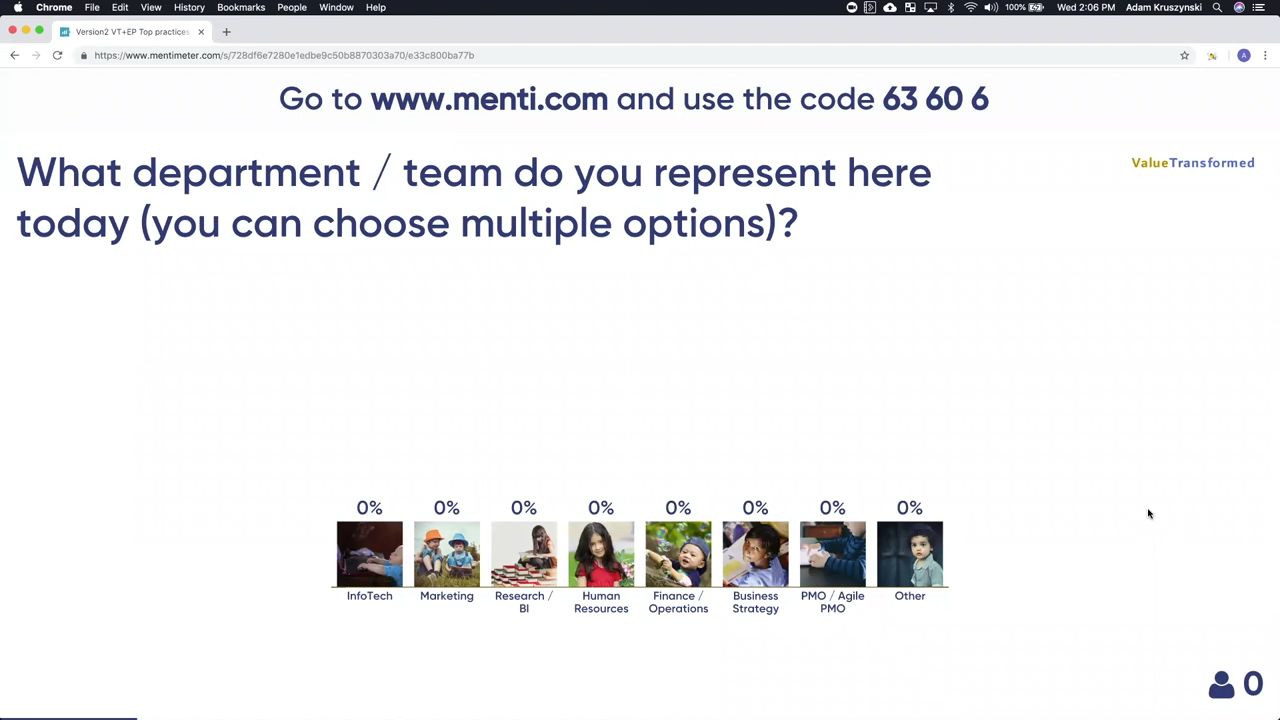 Chrome File Edit View History Bookmarks People Window Help 100% Wed 2:06 PM Adam Kruszynski
Version2 VT+EP Top practices
https://www.mentimeter.com/s/728df6e7280e1edbe9c50b8870303a70/e33c800ba77b
A
Go to www.menti.com and use the code 63 60 6
What department / team do you represent here
today (you can choose multiple options)?
ValueTransformed
0% 0% 0% 0% 0% 0% 0% 0%
InfoTech Marketing Research / Human Finance / Business PMO / Agile Other
BI Resources Operations Strategy PMO
0